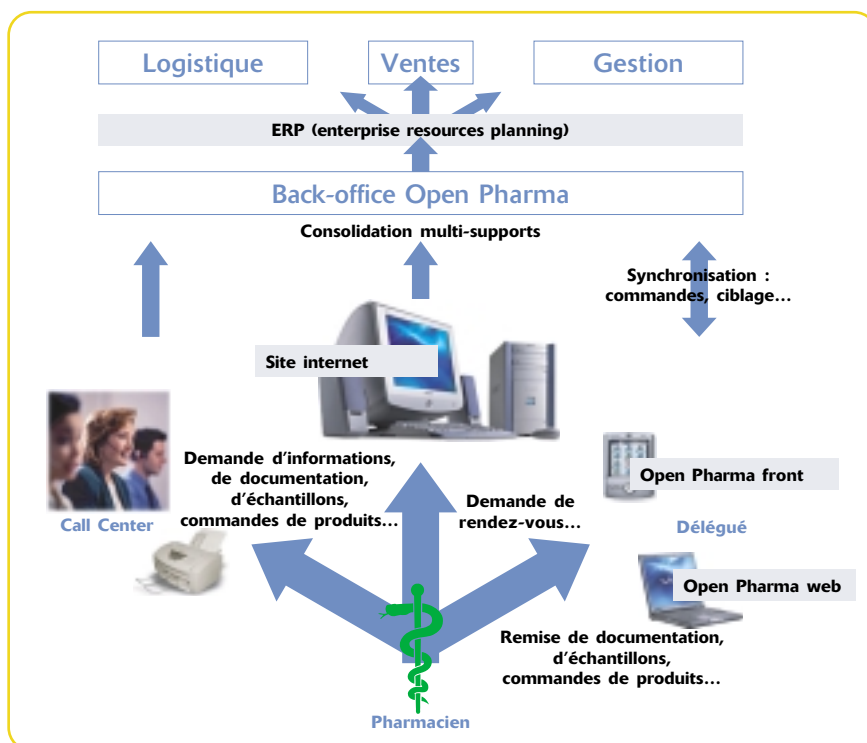 Logistique
Ventes
Gestion
ERP (enterprise resources planning)
Back-office Open Pharma
Consolidation multi-supports
Synchronisation :
commandes, ciblage...
Site internet
Demande d'informations,
de documentation,
d'échantillons,
commandes de produits...
Demande de
rendez-vous...
Open Pharma front
Call Center
Délégué
Open Pharma web
Remise de documentation,
d'échantillons,
commandes de produits...
Pharmacien